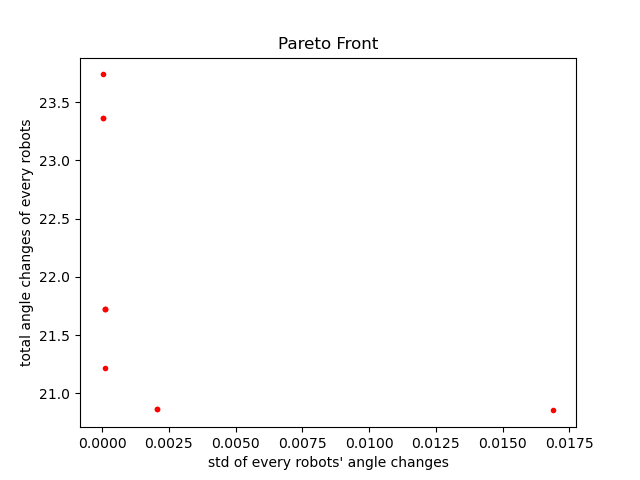 Pareto Front
total angle changes of every robots
23.5
23.0
22.5
22.0
21.5
21.0
0.0000 0.0025 0.0050 0.0075 0.0100 0.0125 0.0150 0.0175
std of every robots' angle changes